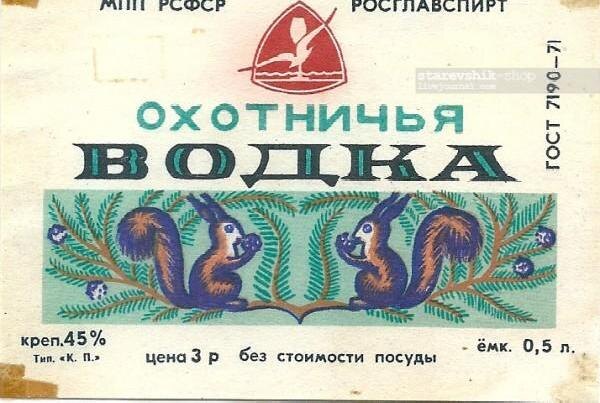 МПП РСФСР РОСГЛАВСПИРТ
starevshik-shop
livejournal.com
ОХОТНИЧЬЯ
ВОДКА
ГОСТ 7190-71
креп. 45%
Тип. «К. П.»
цена 3 р без стоимости посуды
ёмк. 0,5 л.